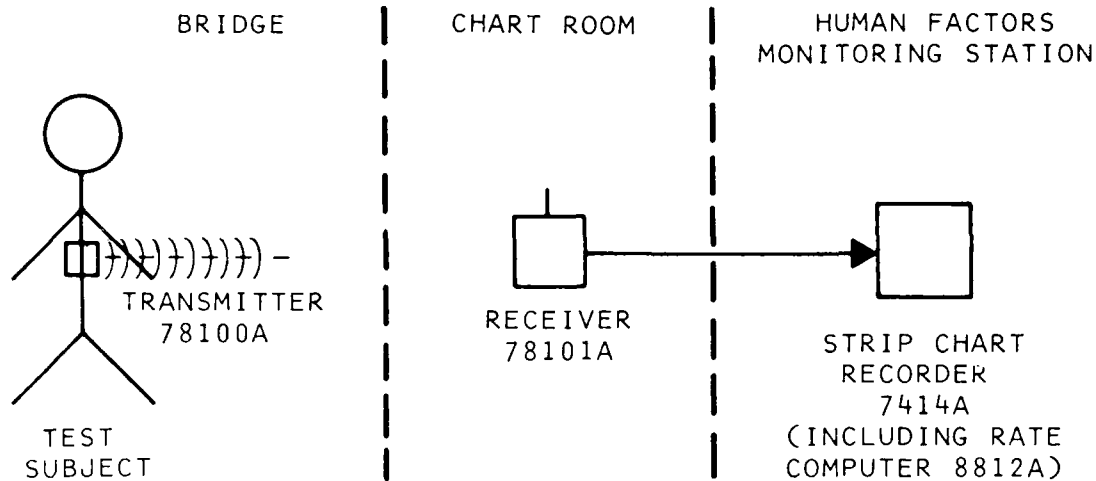 BRIDGE
CHART ROOM
HUMAN FACTORS
MONITORING STATION
TRANSMITTER
78100A
RECEIVER
78101A
STRIP CHART
RECORDER
7414A
(INCLUDING RATE
COMPUTER 8812A)
TEST
SUBJECT